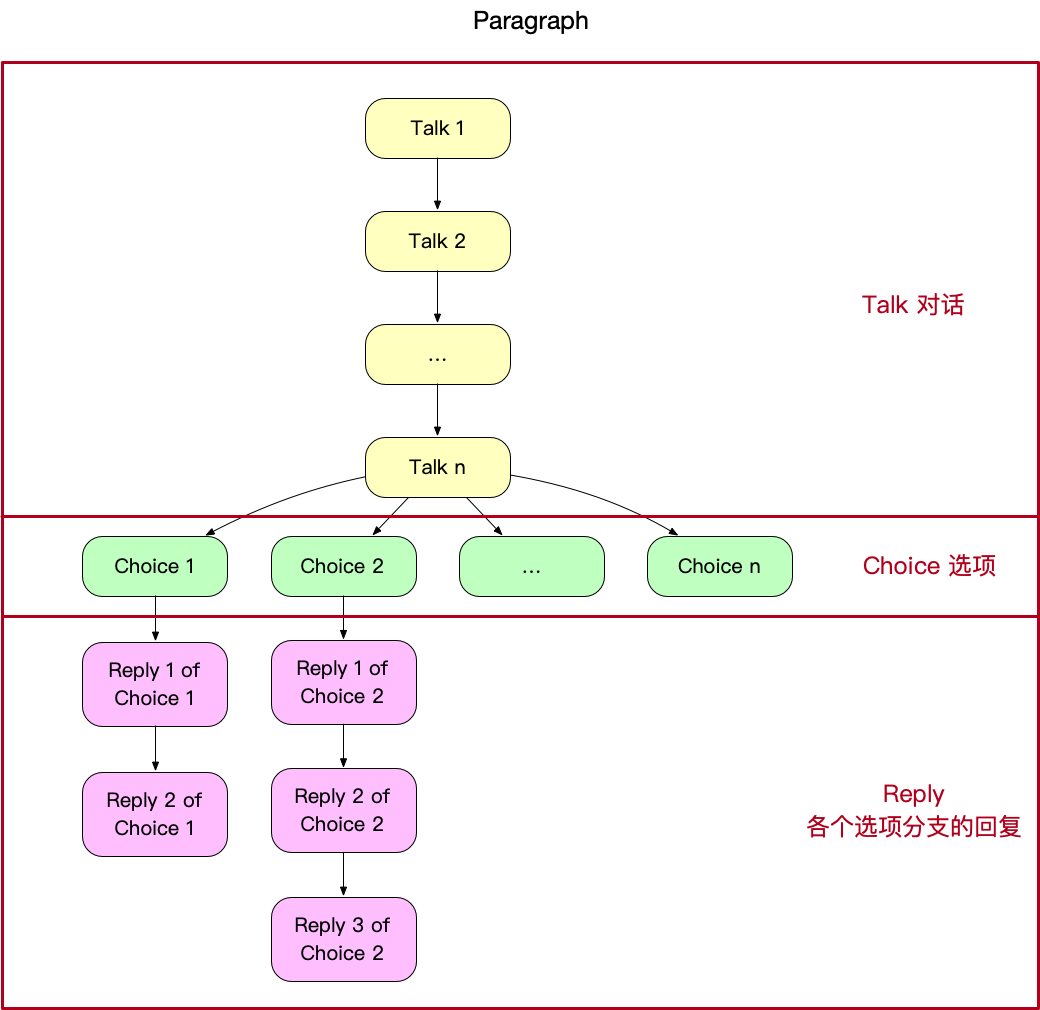 Paragraph
Talk 1
Talk 2
...
Talk n
Talk 对话
Choice 1
Choice 2
...
Choice n
Choice 选项
Reply 1 of
Choice 1
Reply 1 of
Choice 2
Reply 2 of
Choice 1
Reply 2 of
Choice 2
Reply 3 of
Choice 2
Reply
各个选项分支的回复